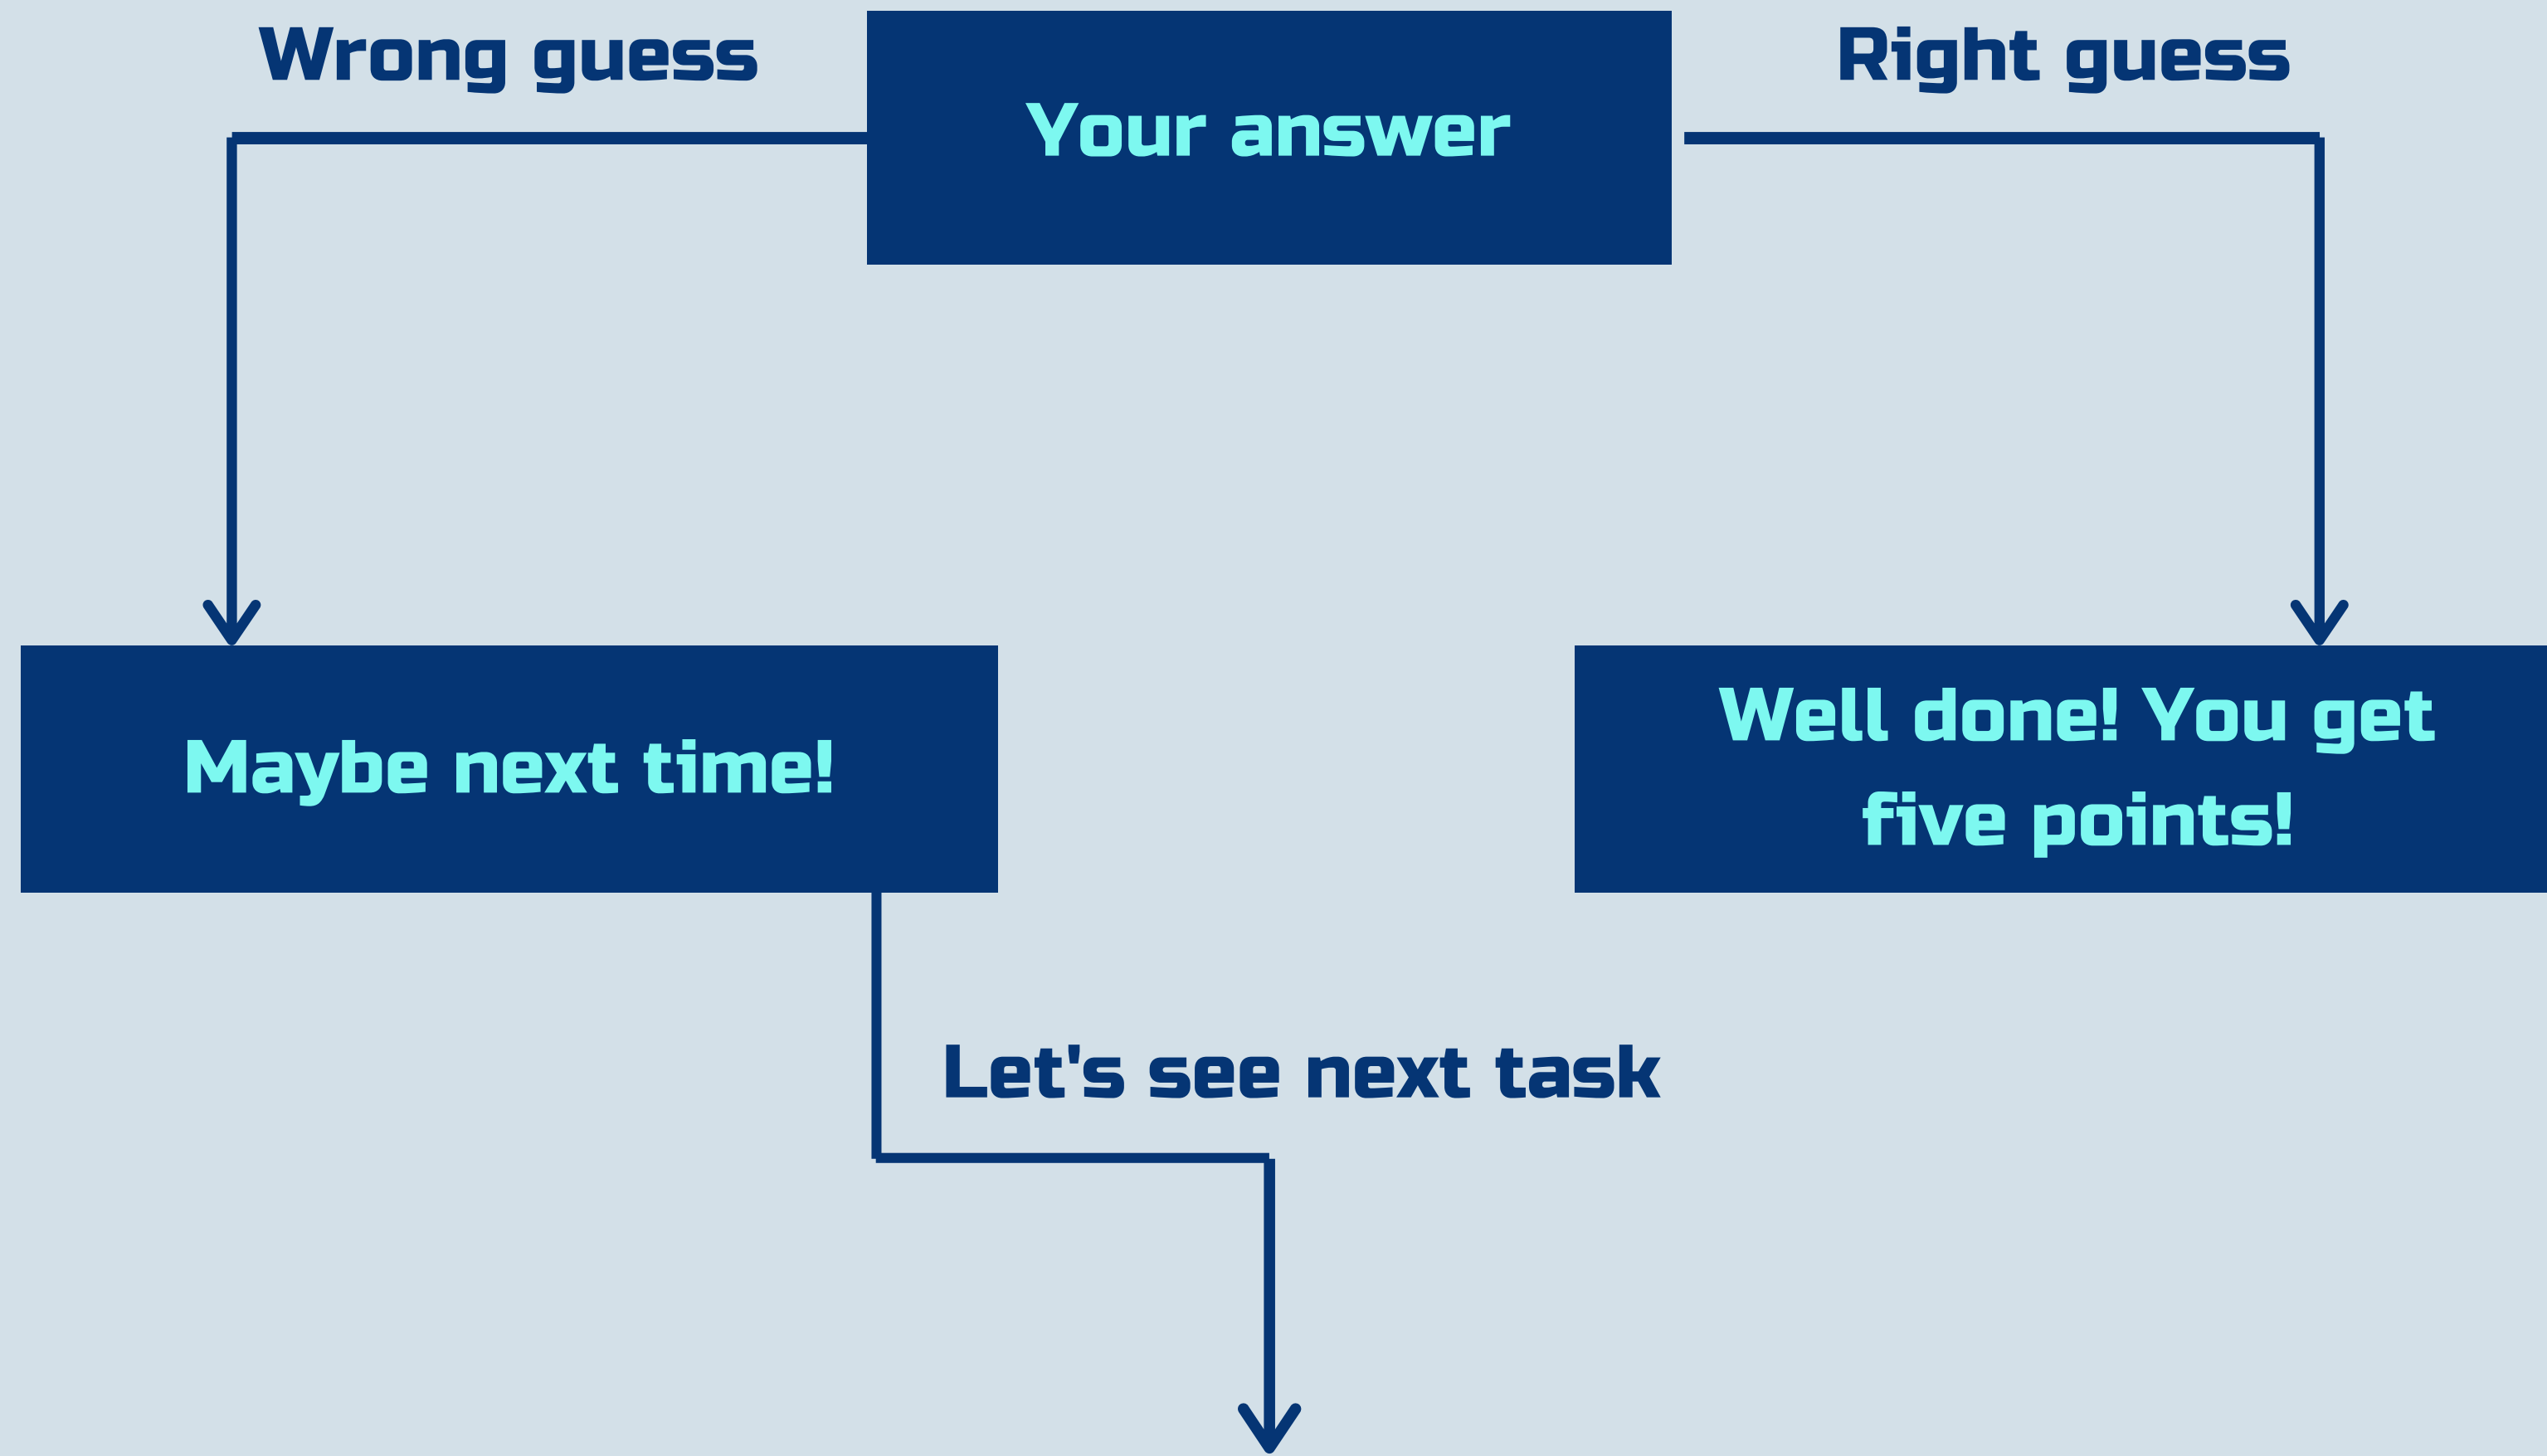 Wrong guess
Your answer
Right guess
Maybe next time!
Well done! You get
five points!
Let's see next task